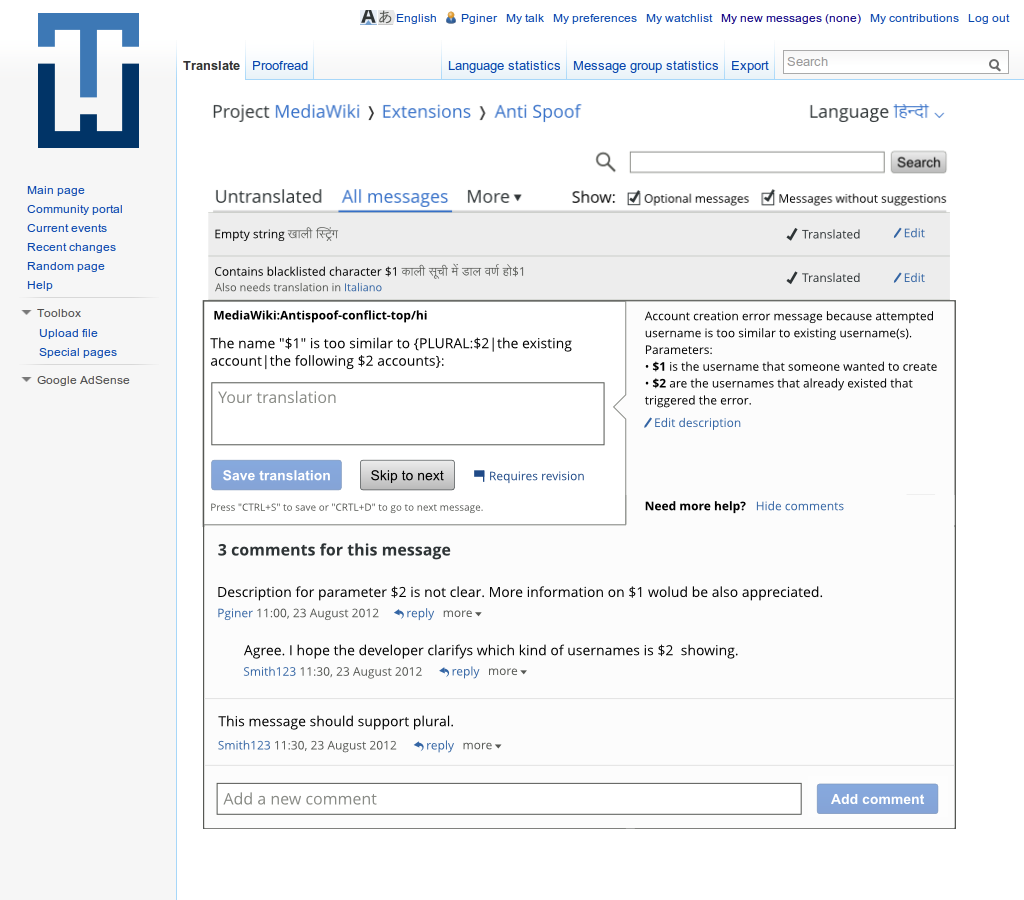 English Pginer My talk My preferences My watchlist My new messages (none) My contributions Log out
Translate Proofread Language statistics Message group statistics Export Search
Project MediaWiki ❯ Extensions ❯ Anti Spoof Language हिन्दी
Search
Main page
Community portal
Current events
Recent changes
Random page
Help
Toolbox
Upload file
Special pages
Google AdSense
Untranslated All messages More ▾ Show: Optional messages Messages without suggestions
Empty string खाली स्ट्रिंग Translated Edit
Contains blacklisted character $1 काली सूची में डाल वर्ण हो$1 Translated Edit
Also needs translation in Italiano
MediaWiki:Antispoof-conflict-top/hi
The name "$1" is too similar to {PLURAL:$2|the existing
account|the following $2 accounts}:
Your translation
Save translation Skip to next Requires revision
Press "CTRL+S" to save or "CRTL+D" to go to next message.
Account creation error message because attempted
username is too similar to existing username(s).
Parameters:
• $1 is the username that someone wanted to create
• $2 are the usernames that already existed that
triggered the error.
Edit description
Need more help? Hide comments
3 comments for this message
Description for parameter $2 is not clear. More information on $1 wolud be also appreciated.
Pginer 11:00, 23 August 2012 reply more ▾
Agree. I hope the developer clarifys which kind of usernames is $2 showing.
Smith123 11:30, 23 August 2012 reply more ▾
This message should support plural.
Smith123 11:30, 23 August 2012 reply more ▾
Add a new comment Add comment